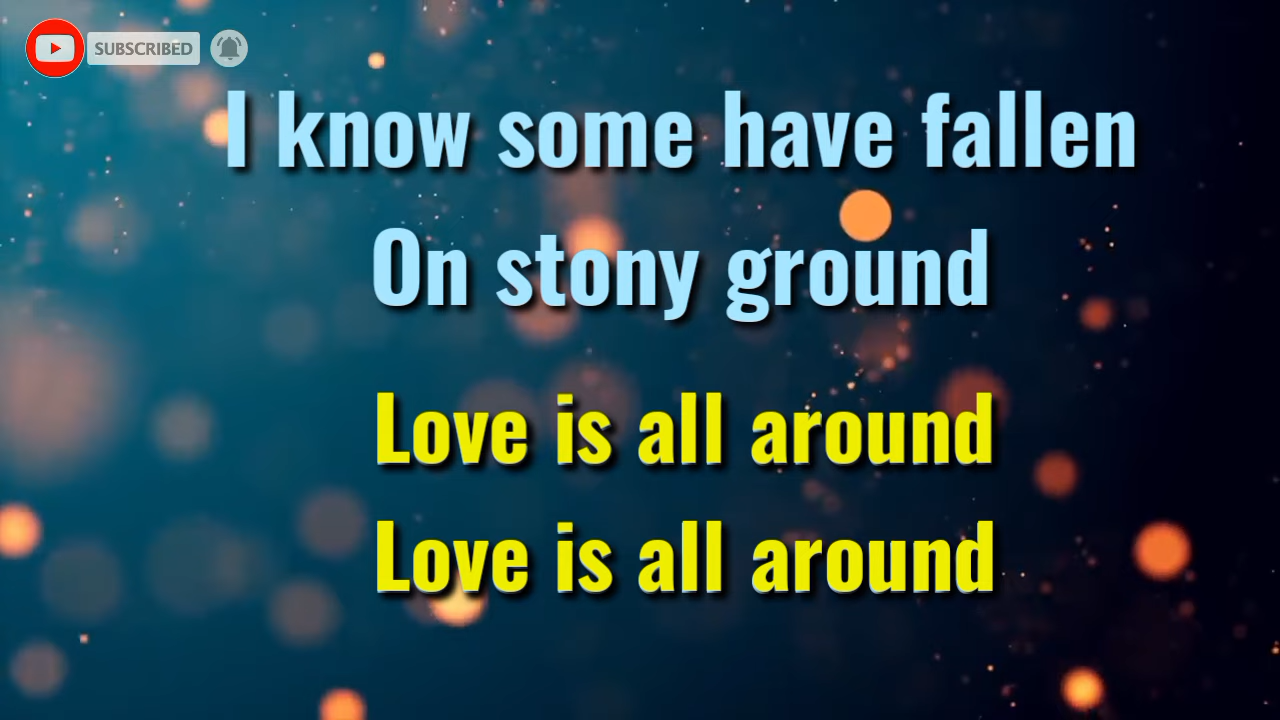 SUBSCRIBED
I know some have fallen
On stony ground
Love is all around
Love is all around